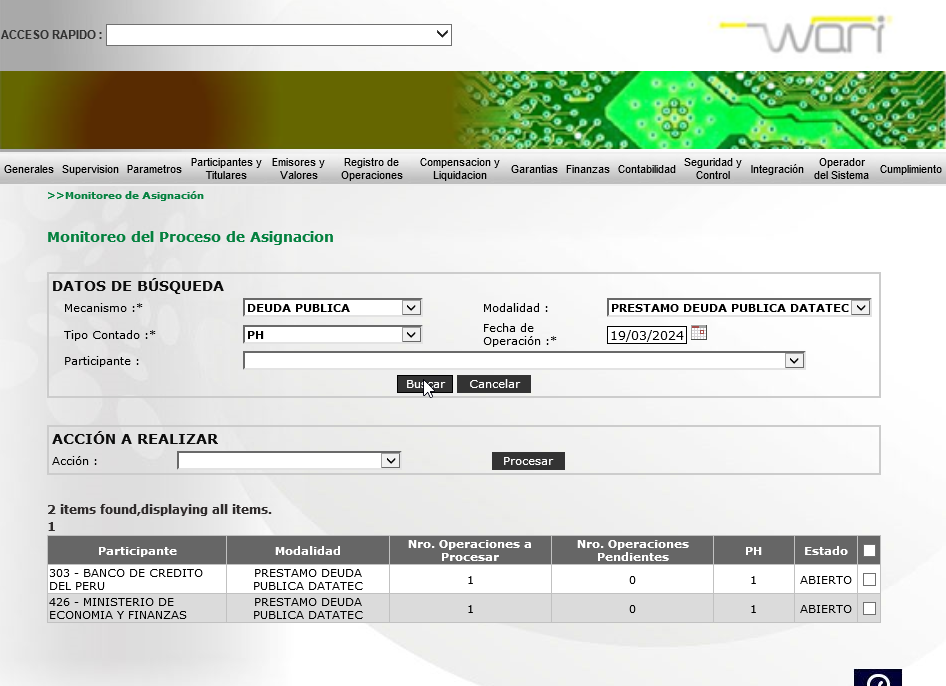 ACCESO RAPIDO :
wari
Generales Supervision Parametros Participantes y Titulares Emisores y Valores Registro de Operaciones Compensacion y Liquidacion Garantias Finanzas Contabilidad Seguridad y Control Integración Operador del Sistema Cumplimiento
>>Monitoreo de Asignación
Monitoreo del Proceso de Asignacion
DATOS DE BÚSQUEDA
Mecanismo :* DEUDA PUBLICA Modalidad : PRESTAMO DEUDA PUBLICA DATATEC
Tipo Contado :* PH Fecha de Operación :* 19/03/2024
Participante :
Buscar Cancelar
ACCIÓN A REALIZAR
Acción : Procesar
2 items found,displaying all items.
1
Participante Modalidad Nro. Operaciones a Procesar Nro. Operaciones Pendientes PH Estado
303 - BANCO DE CREDITO DEL PERU PRESTAMO DEUDA PUBLICA DATATEC 1 0 1 ABIERTO
426 - MINISTERIO DE ECONOMIA Y FINANZAS PRESTAMO DEUDA PUBLICA DATATEC 1 0 1 ABIERTO